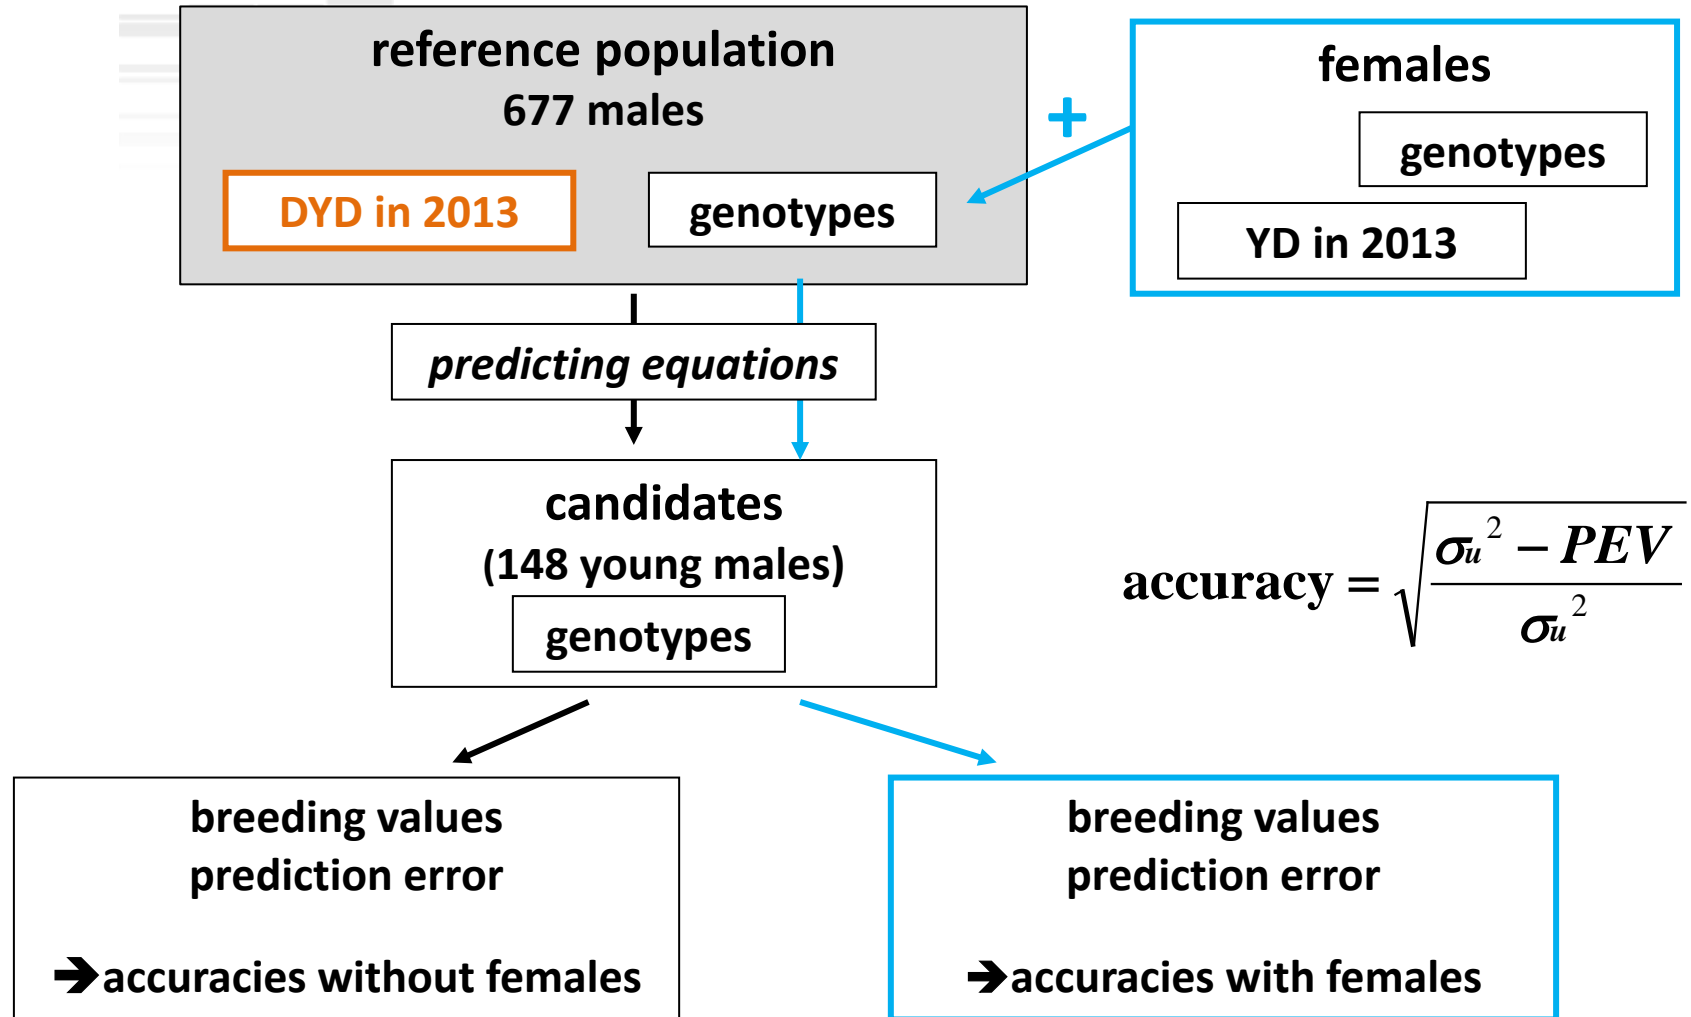 reference population
677 males
DYD in 2013
genotypes
+
females
genotypes
YD in 2013
predicting equations
candidates
(148 young males)
genotypes
accuracy = √((σu² − PEV) / σu²)
breeding values
prediction error
➔accuracies without females
breeding values
prediction error
➔accuracies with females